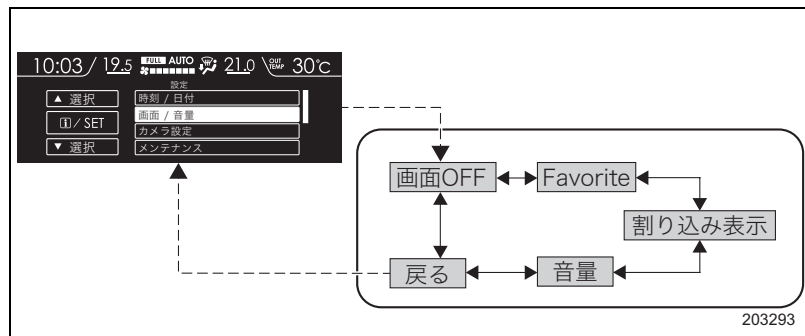 10:03 / 19.5 FULL AUTO 21.0 OUT TEMP 30℃
設定
▲ 選択
時刻 / 日付
画面 / 音量
i / SET
カメラ設定
▼ 選択
メンテナンス
画面OFF
Favorite
割り込み表示
戻る
音量
203293